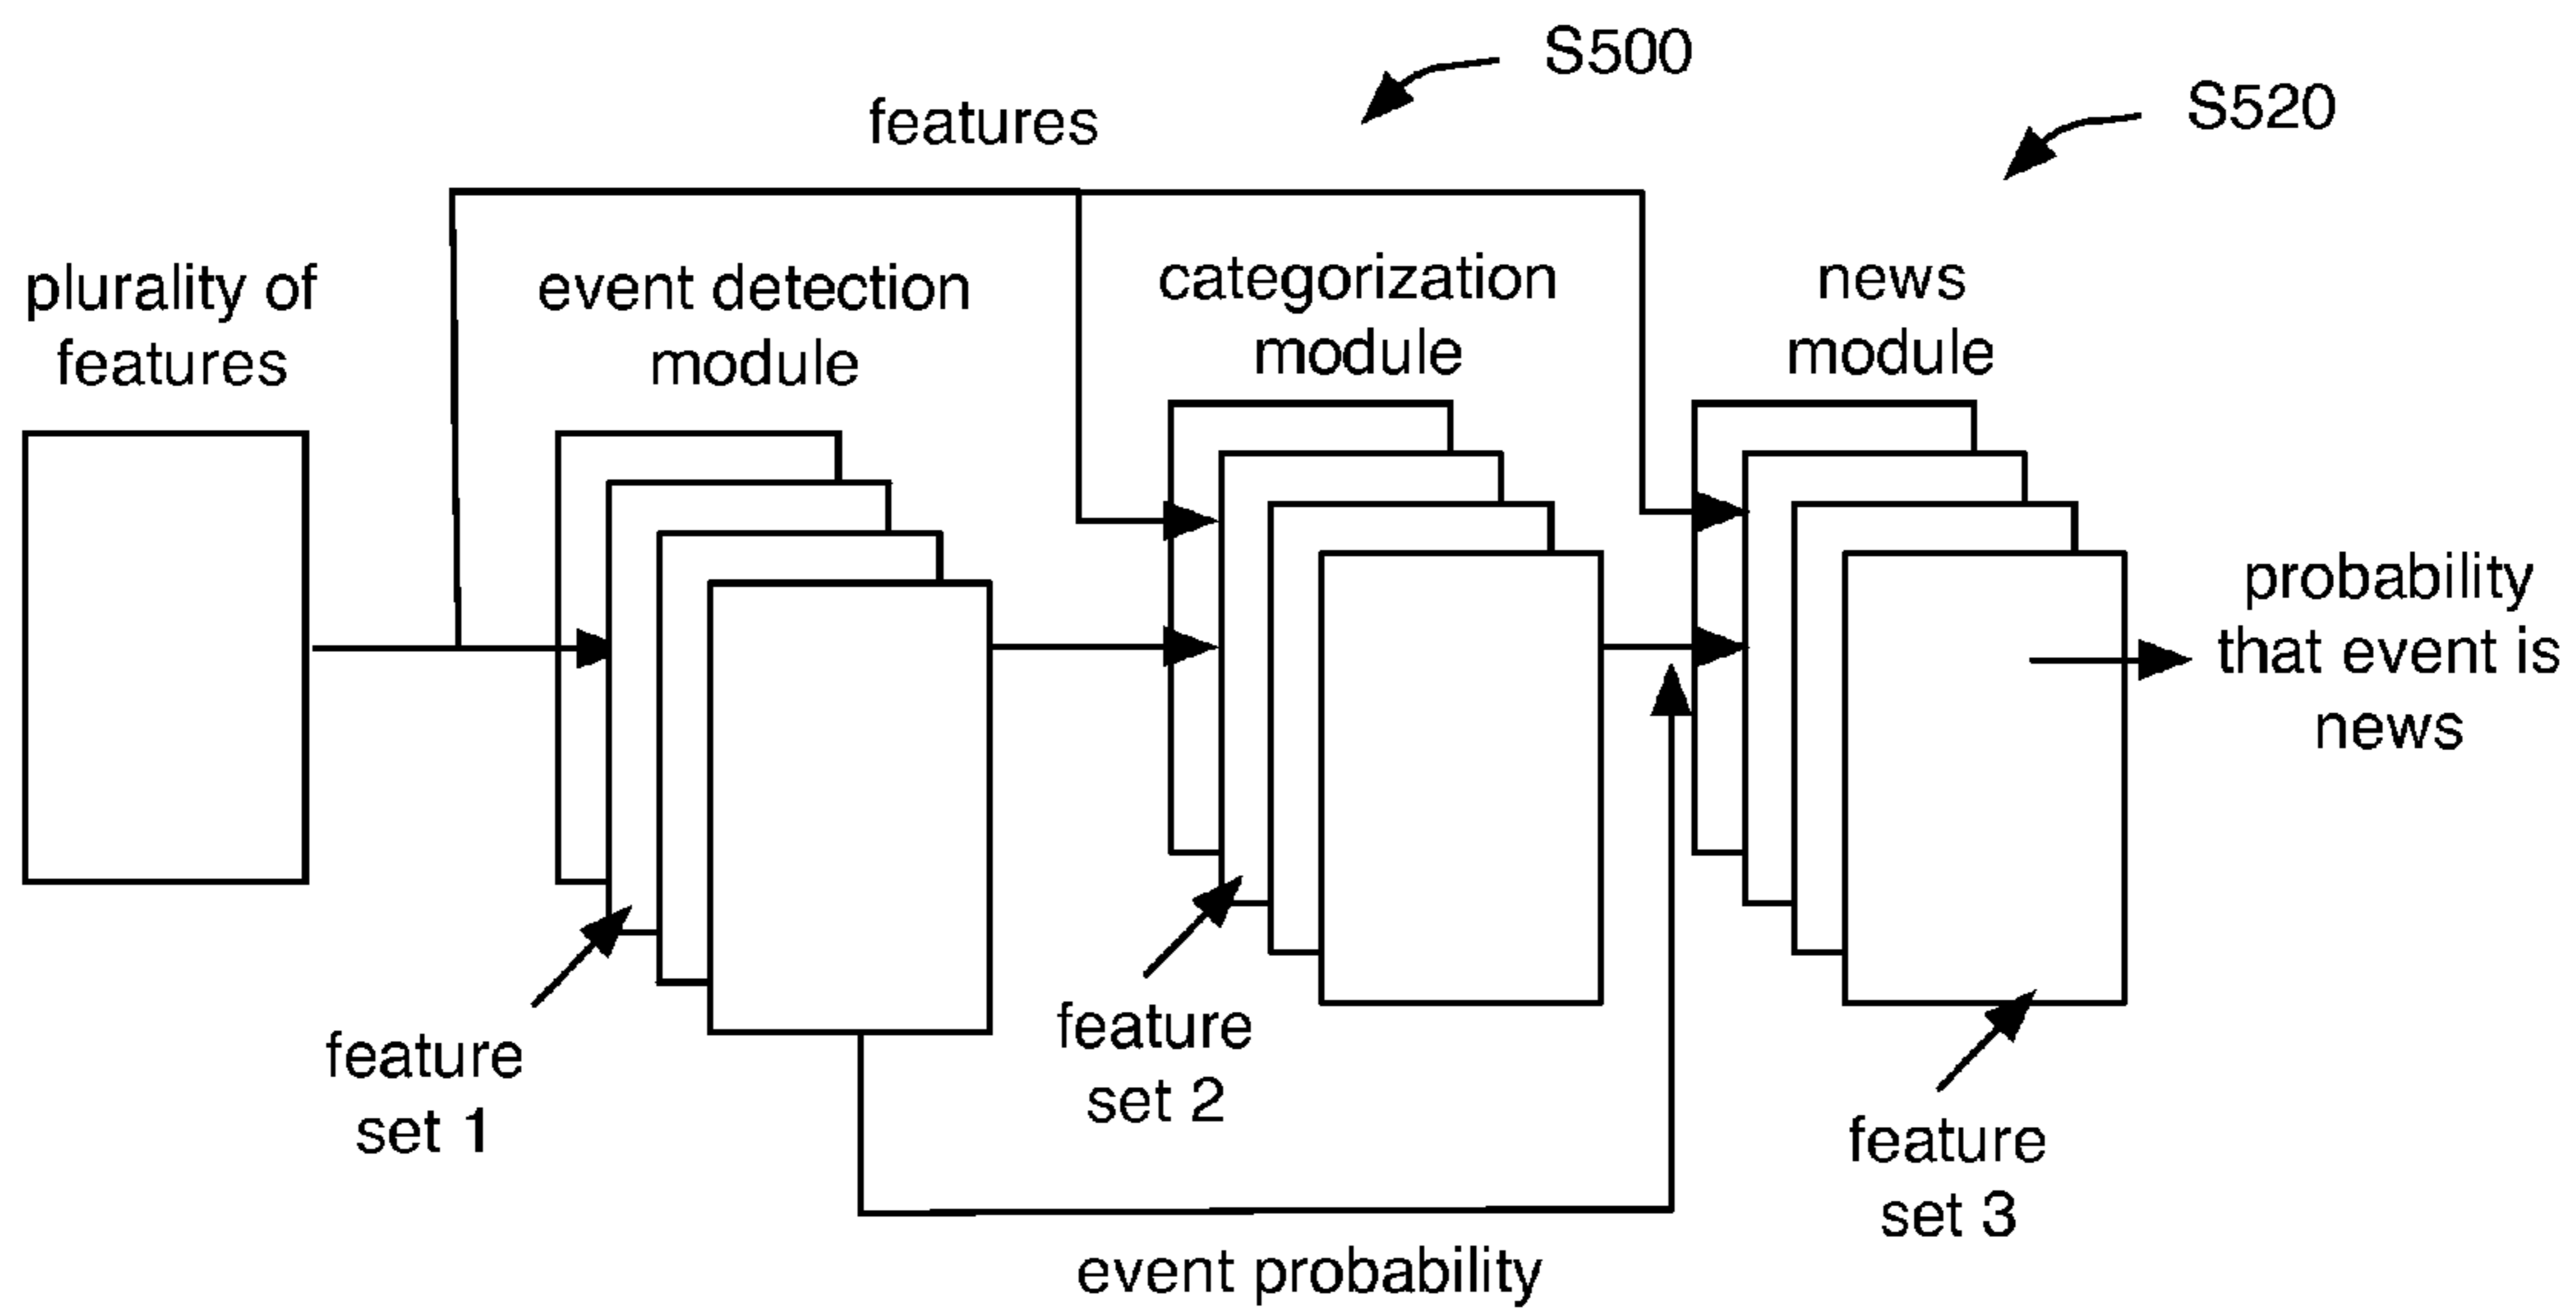 S500
S520
features
plurality of
features
event detection
module
categorization
module
news
module
probability
that event is
news
feature
set 1
feature
set 2
feature
set 3
event probability